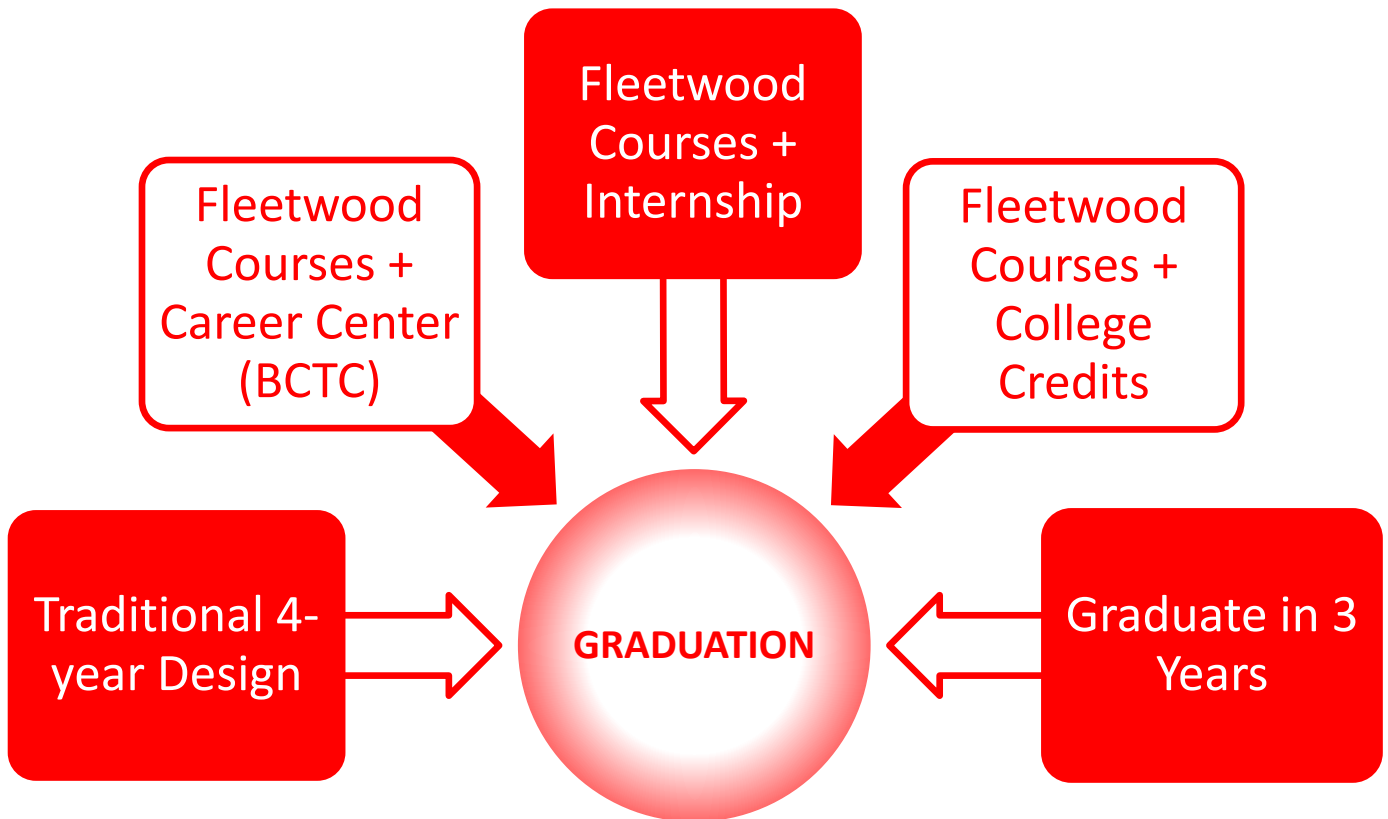 Fleetwood
Courses +
Internship
Fleetwood
Courses +
Career Center
(BCTC)
Fleetwood
Courses +
College
Credits
Traditional 4-
year Design
GRADUATION
Graduate in 3
Years